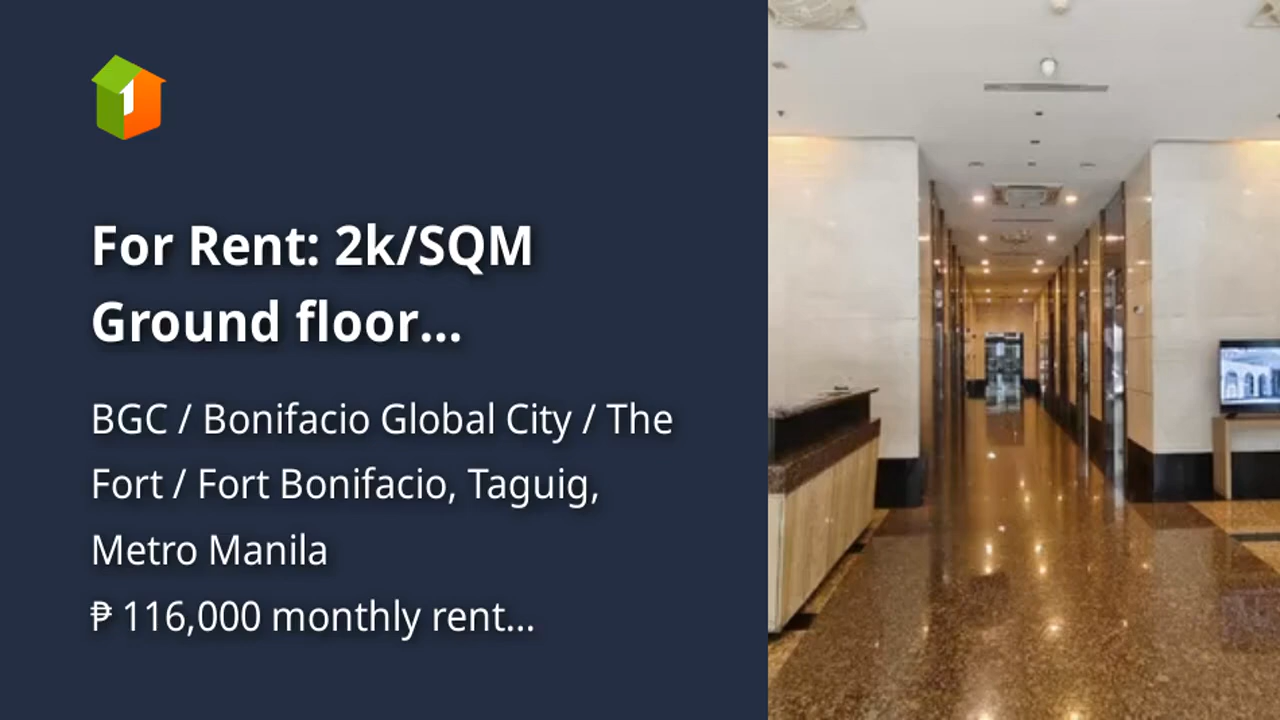 For Rent: 2k/SQM
Ground floor...
BGC / Bonifacio Global City / The
Fort / Fort Bonifacio, Taguig,
Metro Manila
₱ 116,000 monthly rent...